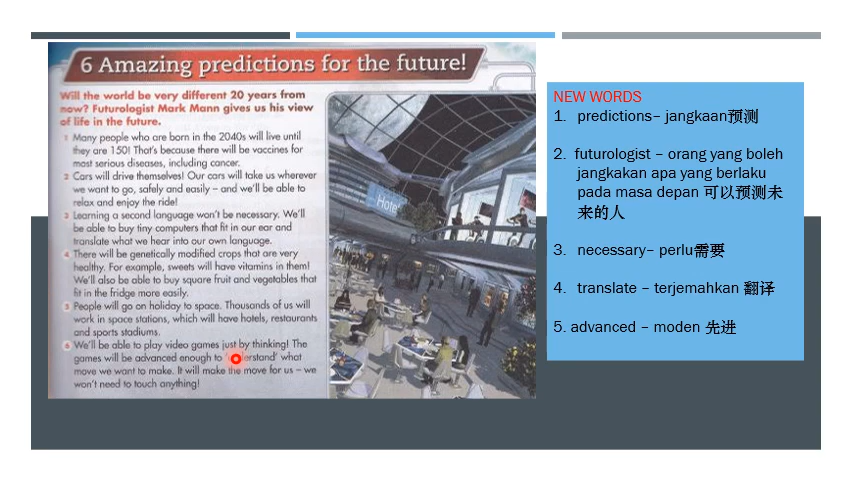 6 Amazing predictions for the future!
Will the world be very different 20 years from
now? Futurologist Mark Mann gives us his view
of life in the future.
1 Many people who are born in the 2040s will live until
they are 150! That's because there will be vaccines for
most serious diseases, including cancer.
2 Cars will drive themselves! Our cars will take us wherever
we want to go, safely and easily – and we'll be able to
relax and enjoy the ride!
3 Learning a second language won't be necessary. We'll
be able to buy tiny computers that fit in our ear and
translate what we hear into our own language.
4 There will be genetically modified crops that are very
healthy. For example, sweets will have vitamins in them!
We'll also be able to buy square fruit and vegetables that
fit in the fridge more easily.
5 People will go on holiday to space. Thousands of us will
work in space stations, which will have hotels, restaurants
and sports stadiums.
6 We'll be able to play video games just by thinking! The
games will be advanced enough to 'understand' what
move we want to make. It will make the move for us – we
won't need to touch anything!
Hotel
NEW WORDS
1. predictions– jangkaan预测
2. futurologist – orang yang boleh
jangkakan apa yang berlaku
pada masa depan 可以预测未
来的人
3. necessary– perlu需要
4. translate – terjemahkan 翻译
5. advanced – moden 先进